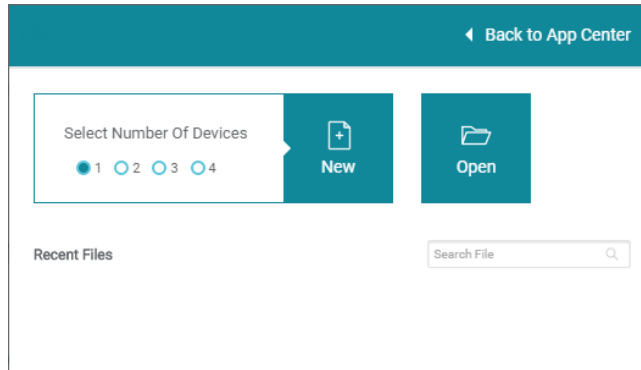 Back to App Center
Select Number Of Devices
1 2 3 4
New
Open
Recent Files
Search File